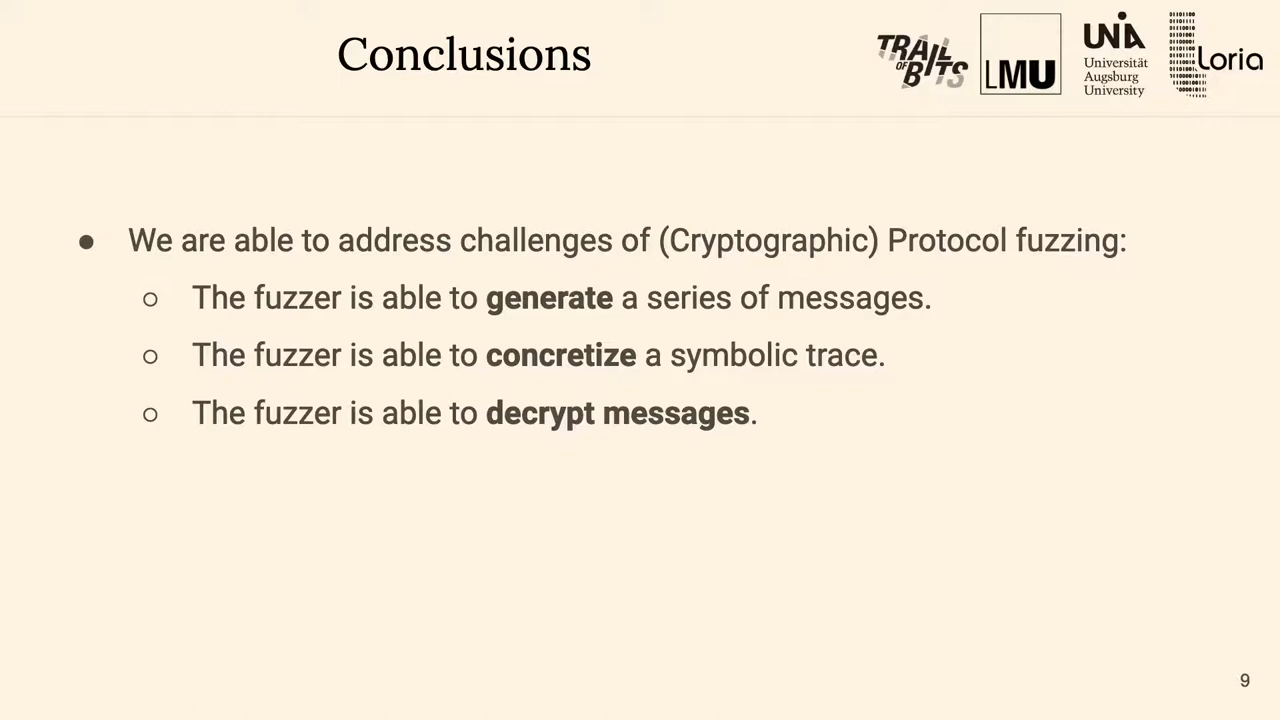 Conclusions
TRAIL
OF
BITS
LMU
UNIA
Universität
Augsburg
University
Loria
● We are able to address challenges of (Cryptographic) Protocol fuzzing:
○ The fuzzer is able to generate a series of messages.
○ The fuzzer is able to concretize a symbolic trace.
○ The fuzzer is able to decrypt messages.
9